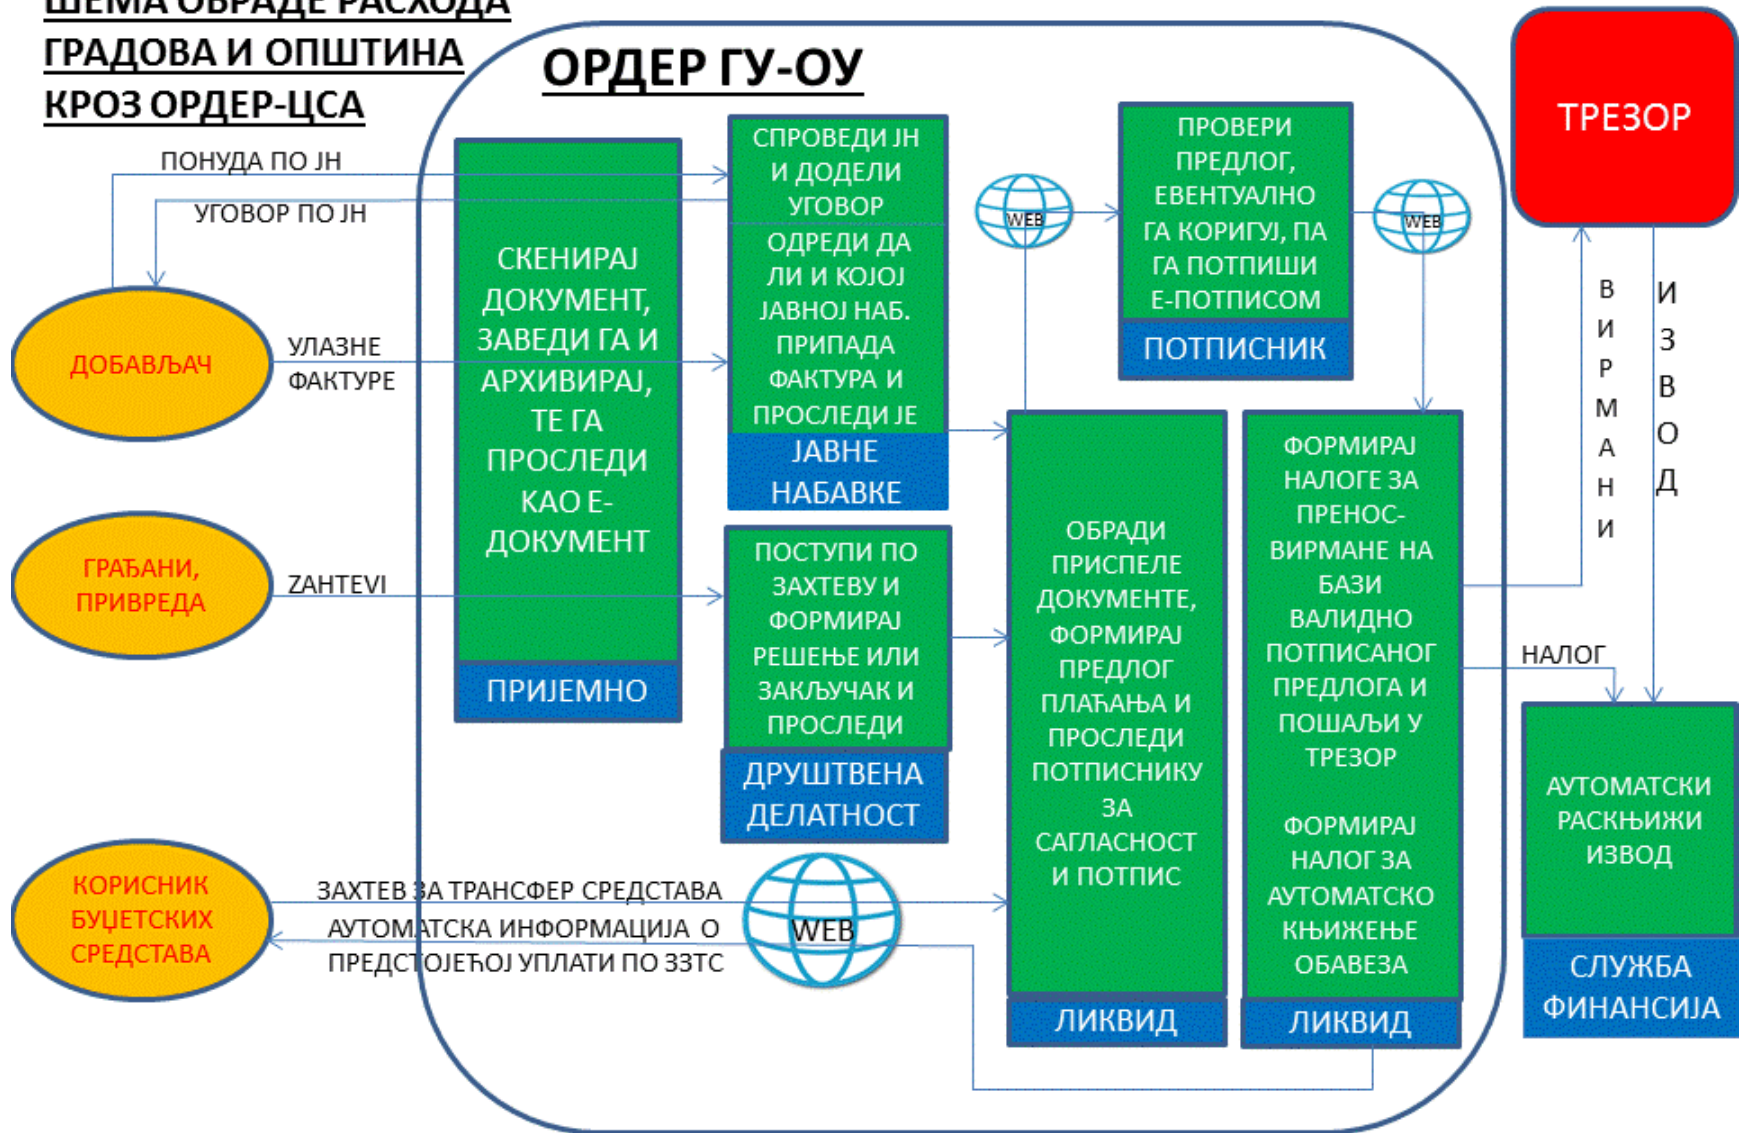 ШЕМА ОБРАДЕ РАСХОДА
ГРАДОВА И ОПШТИНА
КРОЗ ОРДЕР-ЦСА
ОРДЕР ГУ-ОУ
ПОНУДА ПО ЈН
УГОВОР ПО ЈН
ДОБАВЉАЧ
УЛАЗНЕ
ФАКТУРЕ
ГРАЂАНИ,
ПРИВРЕДА
ZAHTEVI
КОРИСНИК
БУЏЕТСКИХ
СРЕДСТАВА
ЗАХТЕВ ЗА ТРАНСФЕР СРЕДСТАВА
АУТОМАТСКА ИНФОРМАЦИЈА О
ПРЕДСТОЈЕЋОЈ УПЛАТИ ПО ЗЗТС
WEB
СКЕНИРАЈ
ДОКУМЕНТ,
ЗАВЕДИ ГА И
АРХИВИРАЈ,
ТЕ ГА
ПРОСЛЕДИ
КАО Е-
ДОКУМЕНТ
ПРИЈЕМНО
СПРОВЕДИ ЈН
И ДОДЕЛИ
УГОВОР
ОДРЕДИ ДА
ЛИ И КОЈОЈ
ЈАВНОЈ НАБ.
ПРИПАДА
ФАКТУРА И
ПРОСЛЕДИ ЈЕ
ЈАВНЕ
НАБАВКЕ
ПОСТУПИ ПО
ЗАХТЕВУ И
ФОРМИРАЈ
РЕШЕЊЕ ИЛИ
ЗАКЉУЧАК И
ПРОСЛЕДИ
ДРУШТВЕНА
ДЕЛАТНОСТ
WEB
ПРОВЕРИ
ПРЕДЛОГ,
ЕВЕНТУАЛНО
ГА КОРИГУЈ, ПА
ГА ПОТПИШИ
Е-ПОТПИСОМ
ПОТПИСНИК
WEB
ОБРАДИ
ПРИСПЕЛЕ
ДОКУМЕНТЕ,
ФОРМИРАЈ
ПРЕДЛОГ
ПЛАЋАЊА И
ПРОСЛЕДИ
ПОТПИСНИКУ
ЗА
САГЛАСНОСТ
И ПОТПИС
ЛИКВИД
ФОРМИРАЈ
НАЛОГЕ ЗА
ПРЕНОС-
ВИРМАНЕ НА
БАЗИ
ВАЛИДНО
ПОТПИСАНОГ
ПРЕДЛОГА И
ПОШАЉИ У
ТРЕЗОР
ФОРМИРАЈ
НАЛОГ ЗА
АУТОМАТСКО
КЊИЖЕЊЕ
ОБАВЕЗА
ЛИКВИД
ТРЕЗОР
ВИРМАНИ
ИЗВОД
НАЛОГ
АУТОМАТСКИ
РАСКЊИЖИ
ИЗВОД
СЛУЖБА
ФИНАНСИЈА